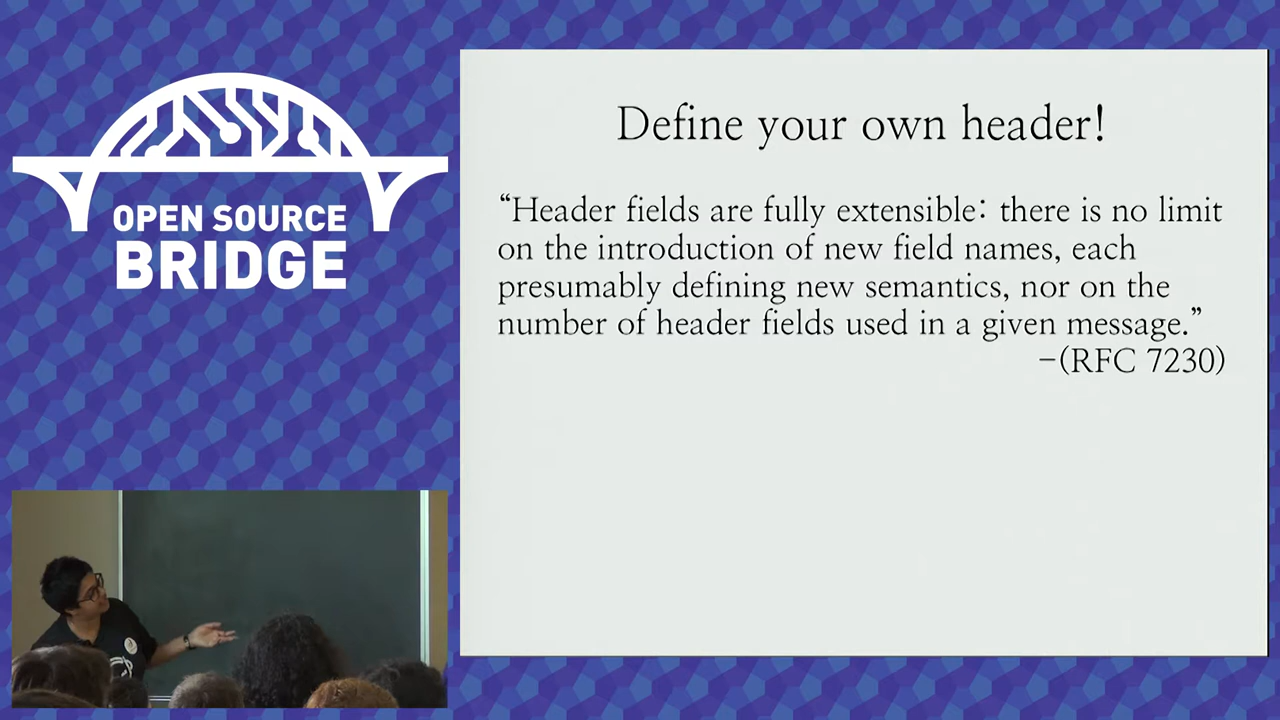 OPEN SOURCE
BRIDGE
Define your own header!
“Header fields are fully extensible: there is no limit
on the introduction of new field names, each
presumably defining new semantics, nor on the
number of header fields used in a given message.”
-(RFC 7230)